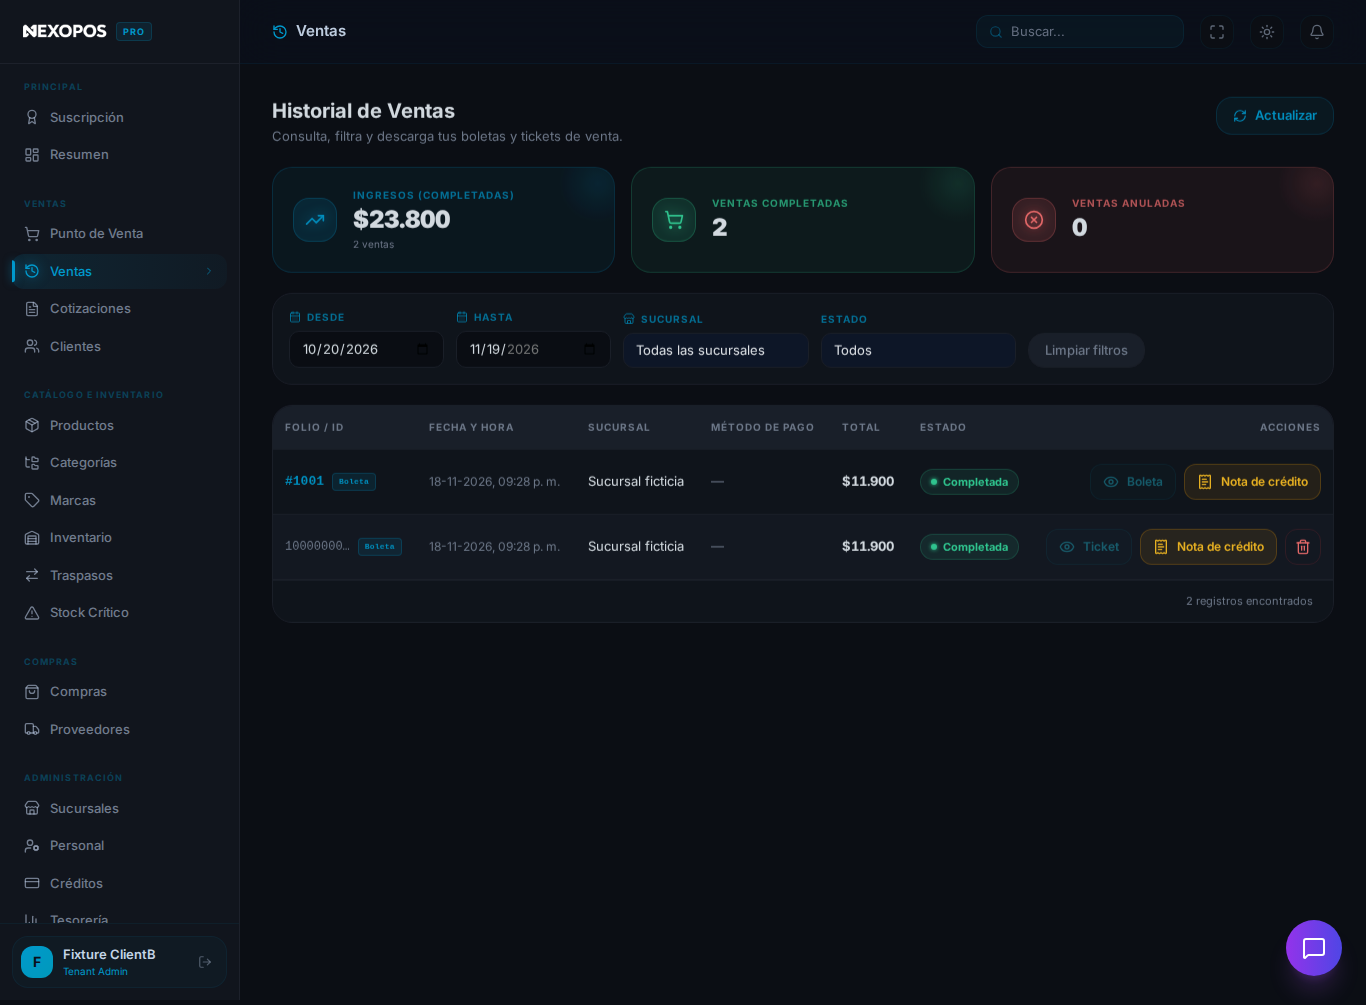 NEXOPOS PRO
PRINCIPAL
Suscripción
Resumen
VENTAS
Punto de Venta
Ventas
Cotizaciones
Clientes
CATÁLOGO E INVENTARIO
Productos
Categorías
Marcas
Inventario
Traspasos
Stock Crítico
COMPRAS
Compras
Proveedores
ADMINISTRACIÓN
Sucursales
Personal
Créditos
Tesorería
F
Fixture ClientB
Tenant Admin
Ventas
Buscar...
Historial de Ventas
Consulta, filtra y descarga tus boletas y tickets de venta.
Actualizar
INGRESOS (COMPLETADAS)
$23.800
2 ventas
VENTAS COMPLETADAS
2
VENTAS ANULADAS
0
DESDE HASTA SUCURSAL ESTADO
10/20/2026 11/19/2026 Todas las sucursales Todos Limpiar filtros
FOLIO / ID FECHA Y HORA SUCURSAL MÉTODO DE PAGO TOTAL ESTADO ACCIONES
#1001 Boleta 18-11-2026, 09:28 p. m. Sucursal ficticia — $11.900 Completada Boleta Nota de crédito
10000000… Boleta 18-11-2026, 09:28 p. m. Sucursal ficticia — $11.900 Completada Ticket Nota de crédito
2 registros encontrados